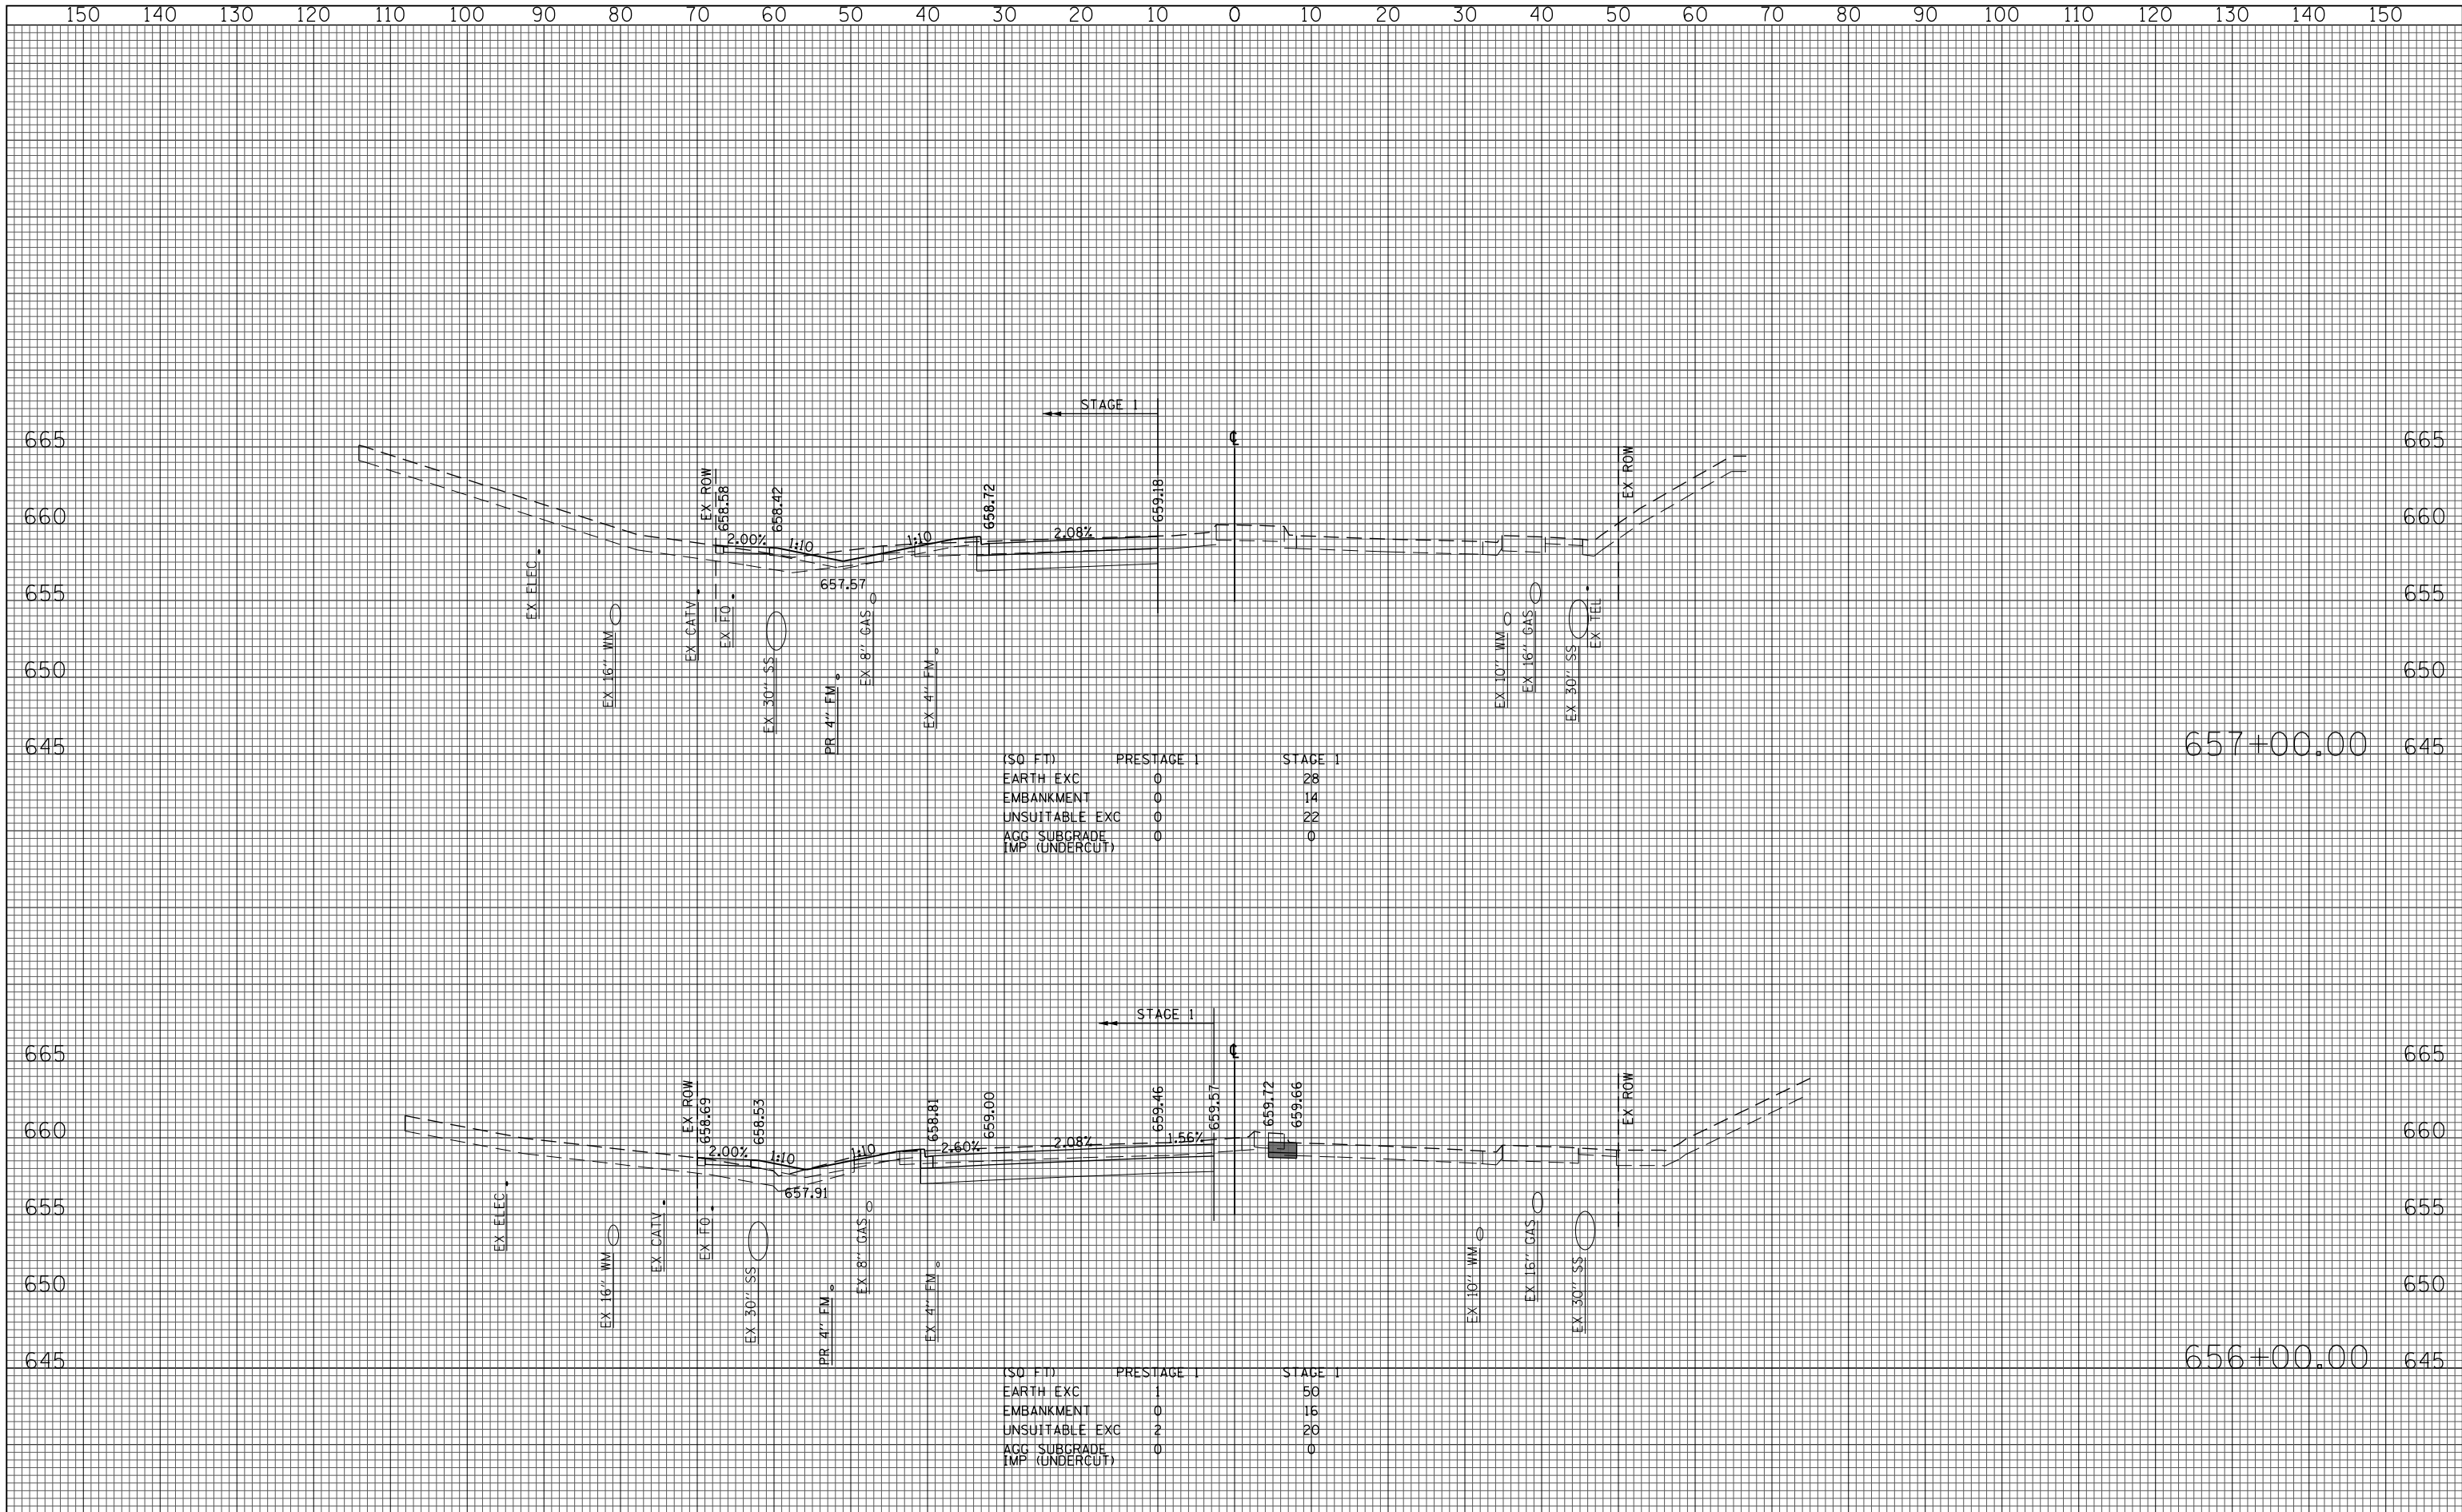 150 140 130 120 110 100 90 80 70 60 50 40 30 20 10 0 10 20 30 40 50 60 70 80 90 100 110 120 130 140 150
STAGE 1
665 ℄ 665
EX ROW
658.58
658.42
658.72
659.18
EX ROW
660 660
2.00% 1:10 1:10 2.08%
657.57
655 655
EX ELEC
EX 16" WM
EX CATV
EX FO
EX 30" SS
PR 4" FM
EX 8" GAS
EX 4" FM
EX 10" WM
EX 16" GAS
EX 30" SS
EX TEL
650 650
645 657+00.00 645
(SQ FT) PRESTAGE 1 STAGE 1
EARTH EXC 0 28
EMBANKMENT 0 14
UNSUITABLE EXC 0 22
AGG SUBGRADE 0 0
IMP (UNDERCUT)
STAGE 1
665 ℄ 665
EX ROW
658.69
658.53
658.81
659.00
659.46
659.57
659.72
659.66
EX ROW
660 660
2.00% 1:10 1:10 2.60% 2.08% 1.56%
657.91
655 655
EX ELEC
EX 16" WM
EX CATV
EX FO
EX 30" SS
PR 4" FM
EX 8" GAS
EX 4" FM
EX 10" WM
EX 16" GAS
EX 30" SS
650 650
645 656+00.00 645
(SQ FT) PRESTAGE 1 STAGE 1
EARTH EXC 1 50
EMBANKMENT 0 16
UNSUITABLE EXC 2 20
AGG SUBGRADE 0 0
IMP (UNDERCUT)